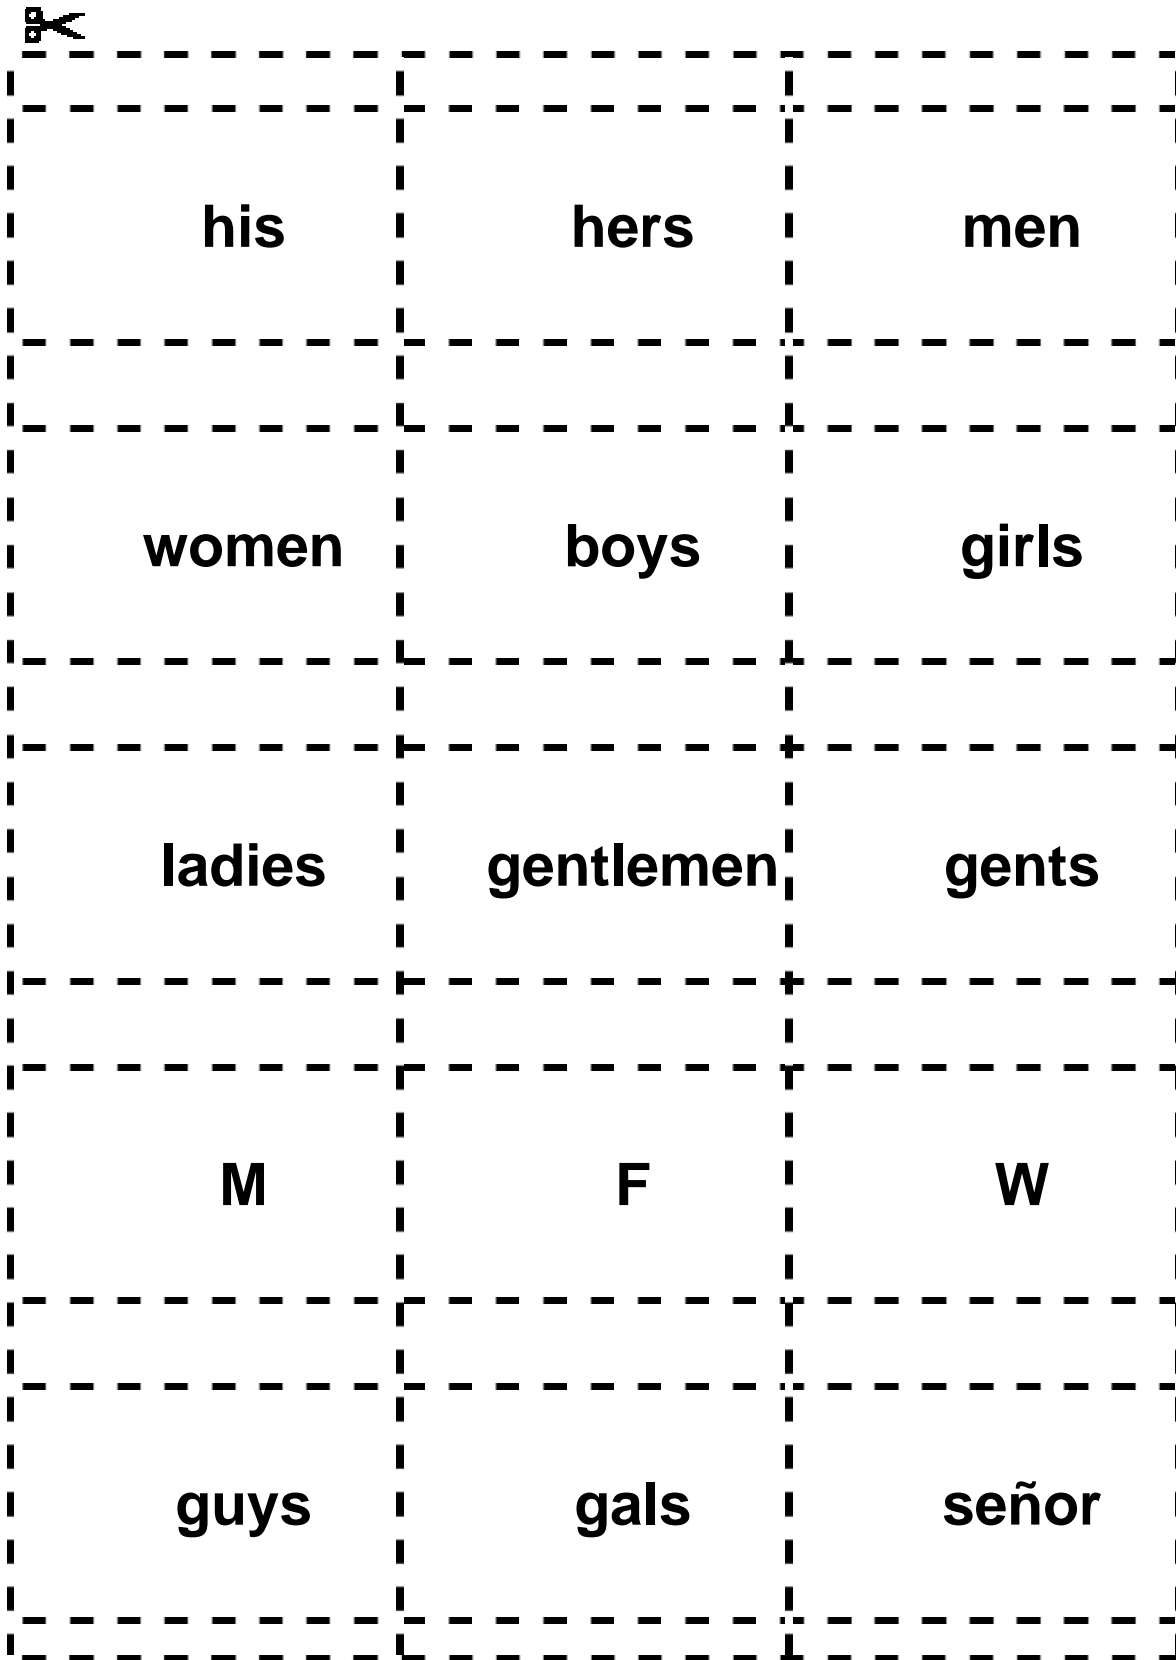 his hers men
women boys girls
ladies gentlemen gents
M F W
guys gals señor